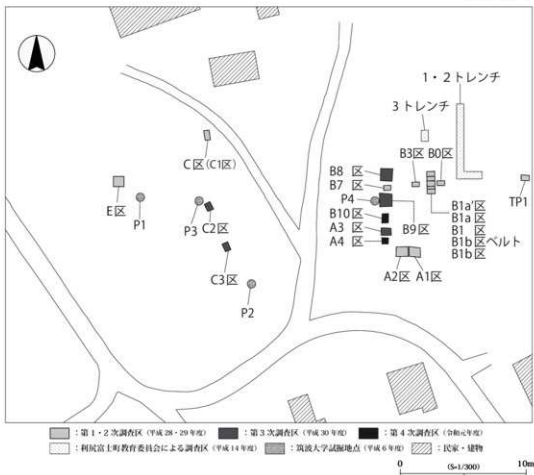 1・2トレンチ
3トレンチ
B3区 B0区
C区(C1区)
B8区
B7区
TP1
E区
P4
B1a'区
P1
P3
C2区
B9区
B1a区
B10区
B1 区
A3区
B1b区ベルト
A4区
B1b区
C3区
A2区 A1区
P2
：第1・2次調査区(平成28・29年度) ：第3次調査区(平成30年度) ：第4次調査区(令和元年度)
：利尻富士町教育委員会による調査区(平成14年度) ：筑波大学試掘地点(平成6年度) ：民家・建物
0 (S=1/300) 10m